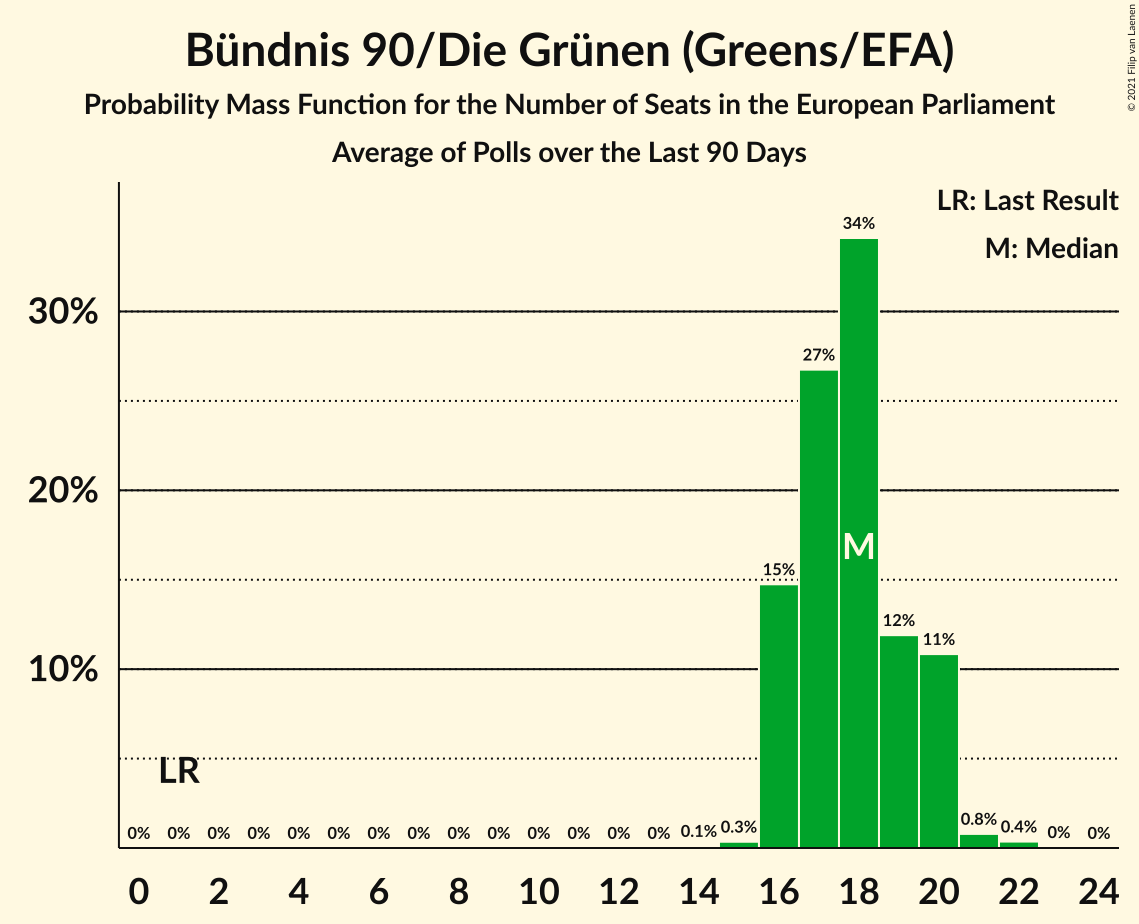 Bündnis 90/Die Grünen (Greens/EFA)
Probability Mass Function for the Number of Seats in the European Parliament
Average of Polls over the Last 90 Days
© 2021 Filip van Laenen
LR: Last Result
M: Median
34%
30%
27%
20%
M
15%
12%
11%
10%
LR
0% 0% 0% 0% 0% 0% 0% 0% 0% 0% 0% 0% 0% 0% 0.1% 0.3% 0.8% 0.4% 0% 0%
0 2 4 6 8 10 12 14 16 18 20 22 24